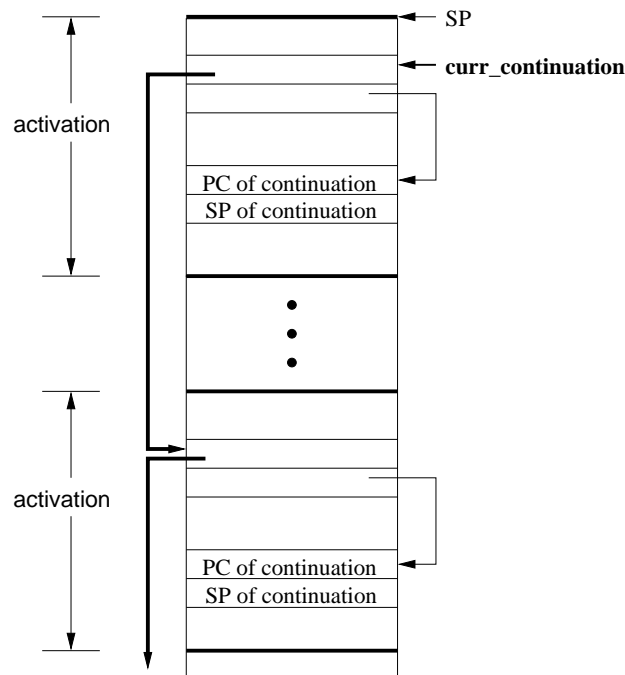 SP
curr_continuation
activation
PC of continuation
SP of continuation
activation
PC of continuation
SP of continuation